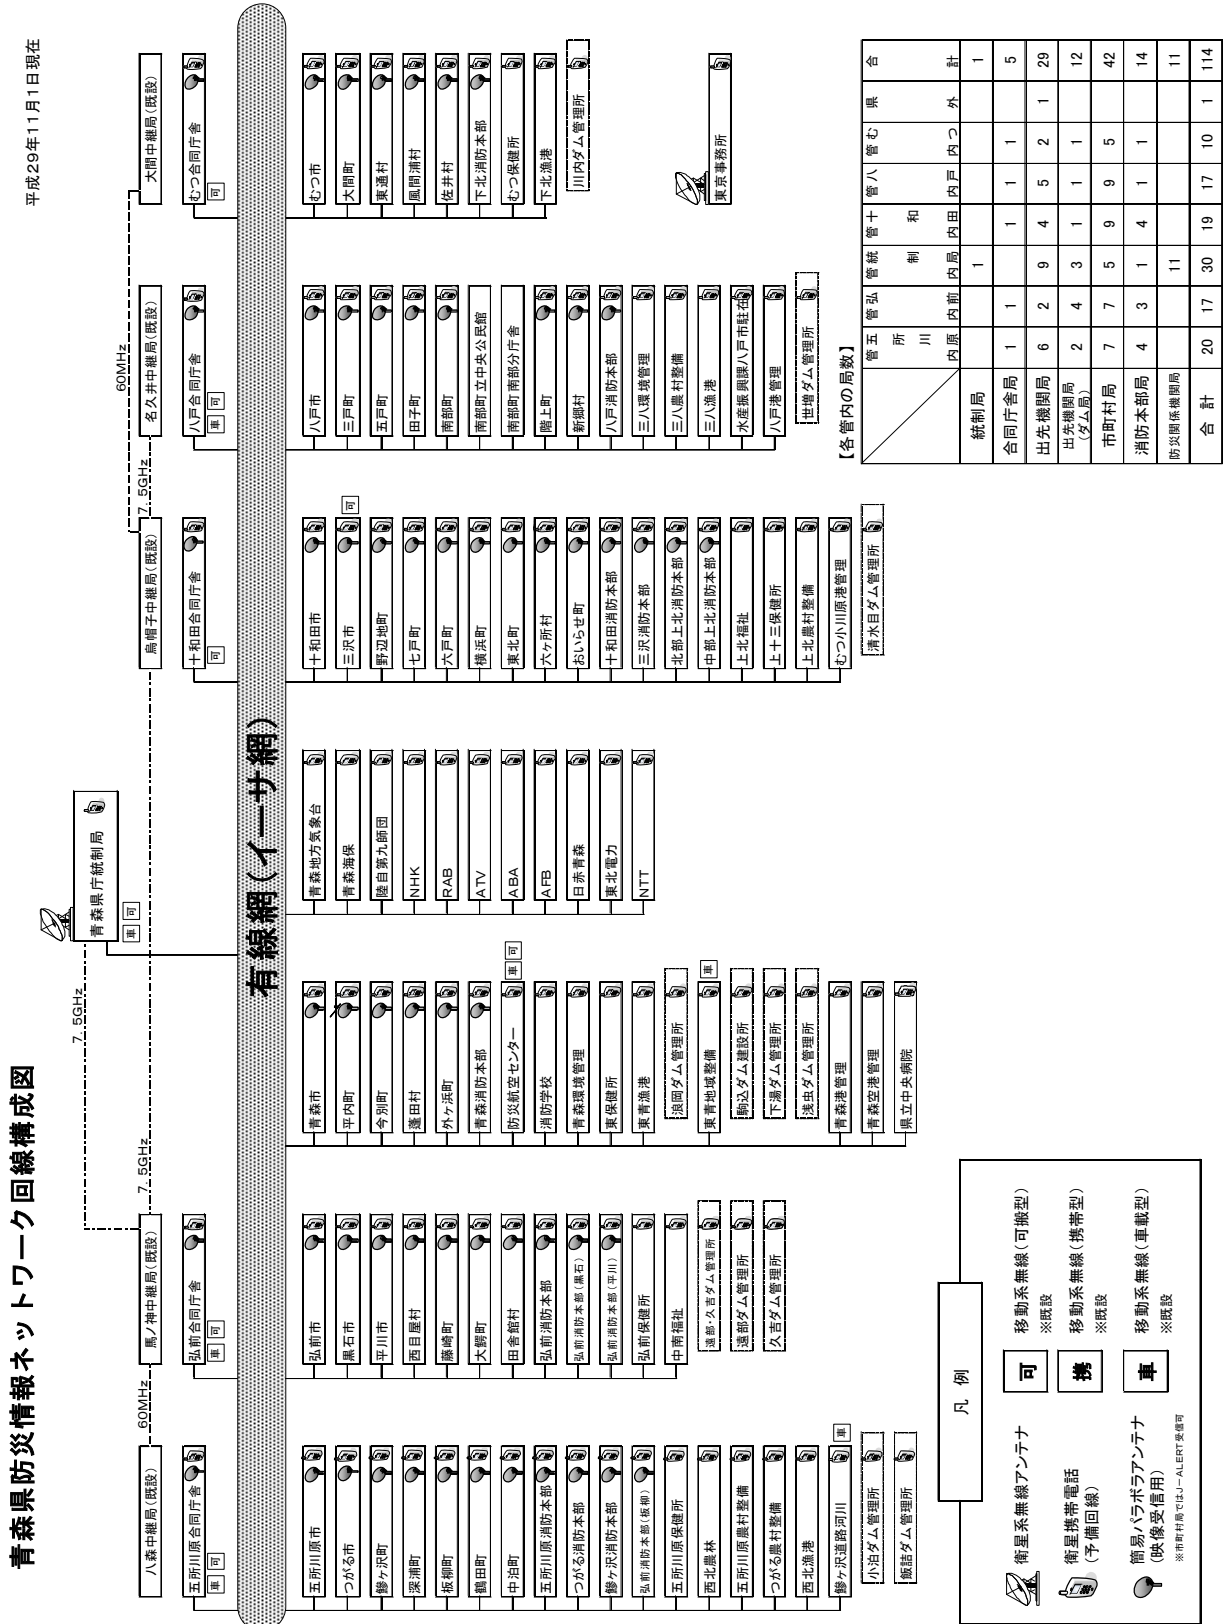 青森県防災情報ネットワーク回線構成図
平成29年11月1日現在
青森県庁統制局
車 可
7.5GHz
7.5GHz
60MHz
7.5GHz
60MHz
八森中継局(既設)
馬ノ神中継局(既設)
烏帽子中継局(既設)
名久井中継局(既設)
大間中継局(既設)
五所川原合同庁舎
車 可
弘前合同庁舎
車 可
十和田合同庁舎
可
八戸合同庁舎
車 可
むつ合同庁舎
可
有線網(イーサ網)
五所川原市
つがる市
鰺ヶ沢町
深浦町
板柳町
鶴田町
中泊町
五所川原消防本部
つがる消防本部
鰺ヶ沢消防本部
弘前消防本部(板柳)
五所川原保健所
西北農林
五所川原農村整備
つがる農村整備
西北漁港
鰺ヶ沢道路河川
車
小泊ダム管理所
飯詰ダム管理所
弘前市
黒石市
平川市
西目屋村
藤崎町
大鰐町
田舎館村
弘前消防本部
弘前消防本部(黒石)
弘前消防本部(平川)
弘前保健所
中南福祉
遠部・久吉ダム管理所
遠部ダム管理所
久吉ダム管理所
青森市
平内町
今別町
蓬田村
外ヶ浜町
青森消防本部
防災航空センター
車 可
消防学校
青森環境管理
東保健所
東青漁港
浪岡ダム管理所
東青地域整備
車
駒込ダム建設所
下湯ダム管理所
浅虫ダム管理所
青森港管理
青森空港管理
県立中央病院
青森地方気象台
青森海保
陸自第九師団
NHK
RAB
ATV
ABA
AFB
日赤青森
東北電力
NTT
十和田市
三沢市
可
野辺地町
七戸町
六戸町
横浜町
東北町
六ヶ所村
おいらせ町
十和田消防本部
三沢消防本部
北部上北消防本部
中部上北消防本部
上北福祉
上十三保健所
上北農村整備
むつ小川原港管理
清水目ダム管理所
八戸市
三戸町
五戸町
田子町
南部町
南部町立中央公民館
南部町南部分庁舎
階上町
新郷村
八戸消防本部
三八環境管理
三八農村整備
三八漁港
水産振興課八戸市駐在
八戸港管理
世増ダム管理所
むつ市
大間町
東通村
風間浦村
佐井村
下北消防本部
むつ保健所
下北漁港
川内ダム管理所
東京事務所
凡例
衛星系無線アンテナ
衛星携帯電話
(予備回線)
簡易パラボラアンテナ
(映像受信用)
※市町村局ではJ-ALERT受信可
可 移動系無線(可搬型)
※既設
携 移動系無線(携帯型)
※既設
車 移動系無線(車載型)
※既設
【各管内の局数】
五所川原管内 弘前管内 統制局管内 十和田管内 八戸管内 むつ管内 県外 合計
統制局 1 1
合同庁舎局 1 1 1 1 1 5
出先機関局 6 2 9 4 5 2 1 29
出先機関局(ダム局) 2 4 3 1 1 1 12
市町村局 7 7 5 9 9 5 42
消防本部局 4 3 1 4 1 1 14
防災関係機関局 11 11
合計 20 17 30 19 17 10 1 114